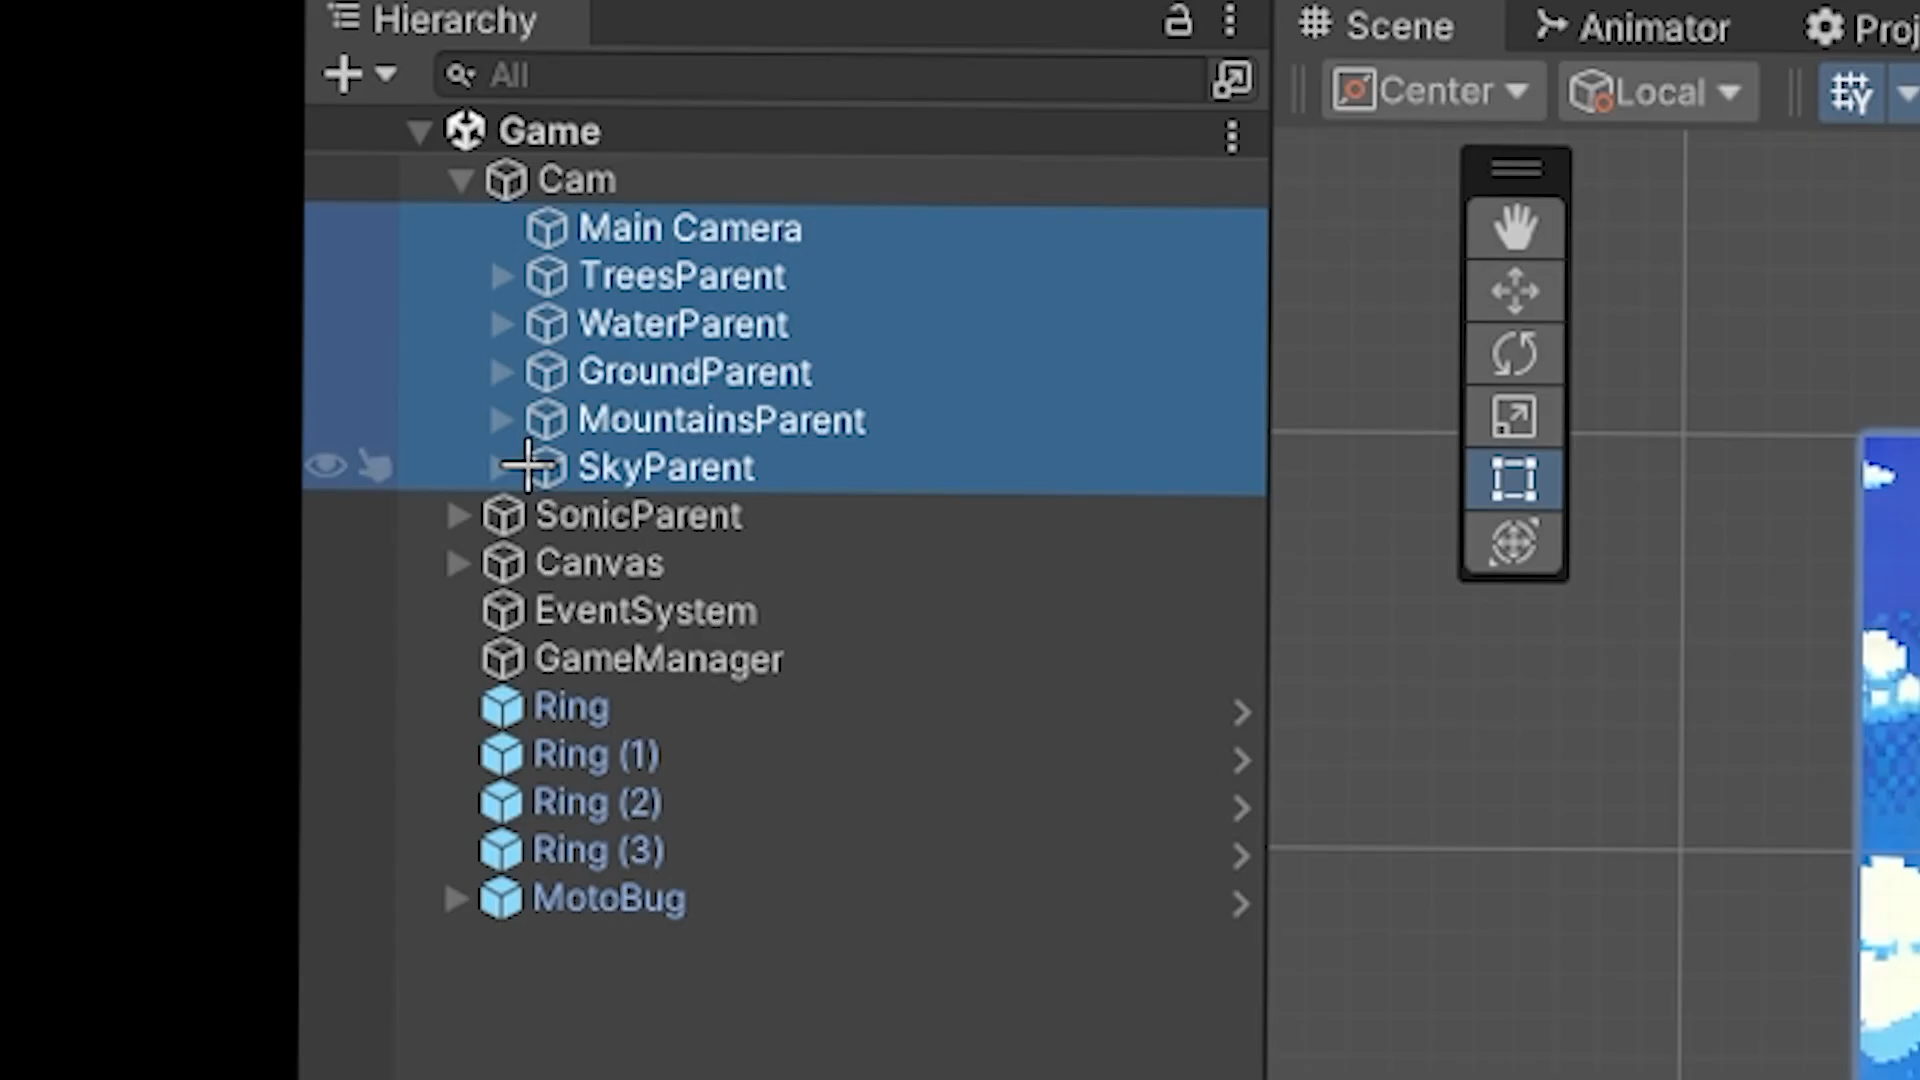 Hierarchy
All
Game
Cam
Main Camera
TreesParent
WaterParent
GroundParent
MountainsParent
SkyParent
SonicParent
Canvas
EventSystem
GameManager
Ring
Ring (1)
Ring (2)
Ring (3)
MotoBug
Scene
Animator
Proj
Center
Local